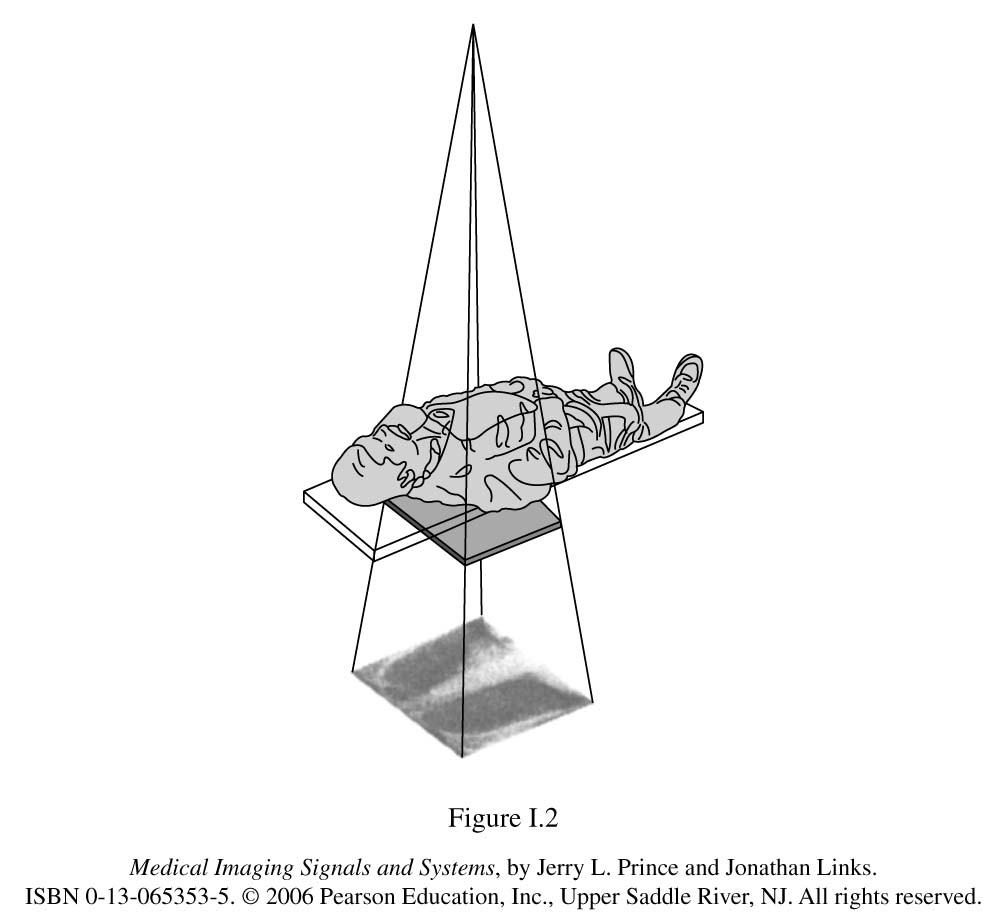 Figure I.2
Medical Imaging Signals and Systems, by Jerry L. Prince and Jonathan Links.
ISBN 0-13-065353-5. © 2006 Pearson Education, Inc., Upper Saddle River, NJ. All rights reserved.